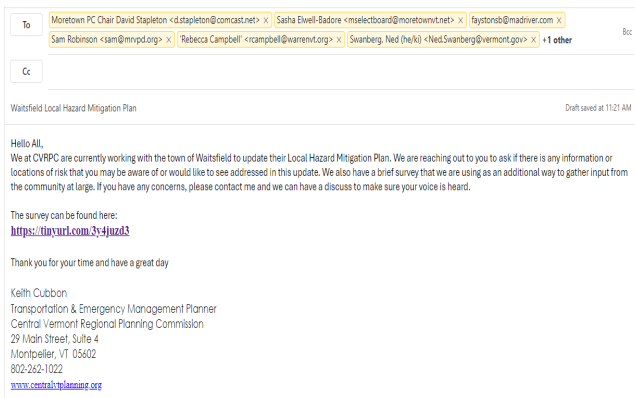 To
Moretown PC Chair David Stapleton <d.stapleton@comcast.net> × Sasha Elwell-Badore <mselectboard@moretownvt.net> × faystonsb@madriver.com ×
Sam Robinson <sam@mrvpd.org> × 'Rebecca Campbell' <rcampbell@warrenvt.org> × Swanberg, Ned (he/ki) <Ned.Swanberg@vermont.gov> × +1 other
Bcc
Cc
Waitsfield Local Hazard Mitigation Plan Draft saved at 11:21 AM
Hello All,
We at CVRPC are currently working with the town of Waitsfield to update their Local Hazard Mitigation Plan. We are reaching out to you to ask if there is any information or
locations of risk that you may be aware of or would like to see addressed in this update. We also have a brief survey that we are using as an additional way to gather input from
the community at large. If you have any concerns, please contact me and we can have a discuss to make sure your voice is heard.
The survey can be found here:
https://tinyurl.com/3y4juzd3
Thank you for your time and have a great day
Keith Cubbon
Transportation & Emergency Management Planner
Central Vermont Regional Planning Commission
29 Main Street, Suite 4
Montpelier, VT 05602
802-262-1022
www.centralvtplanning.org